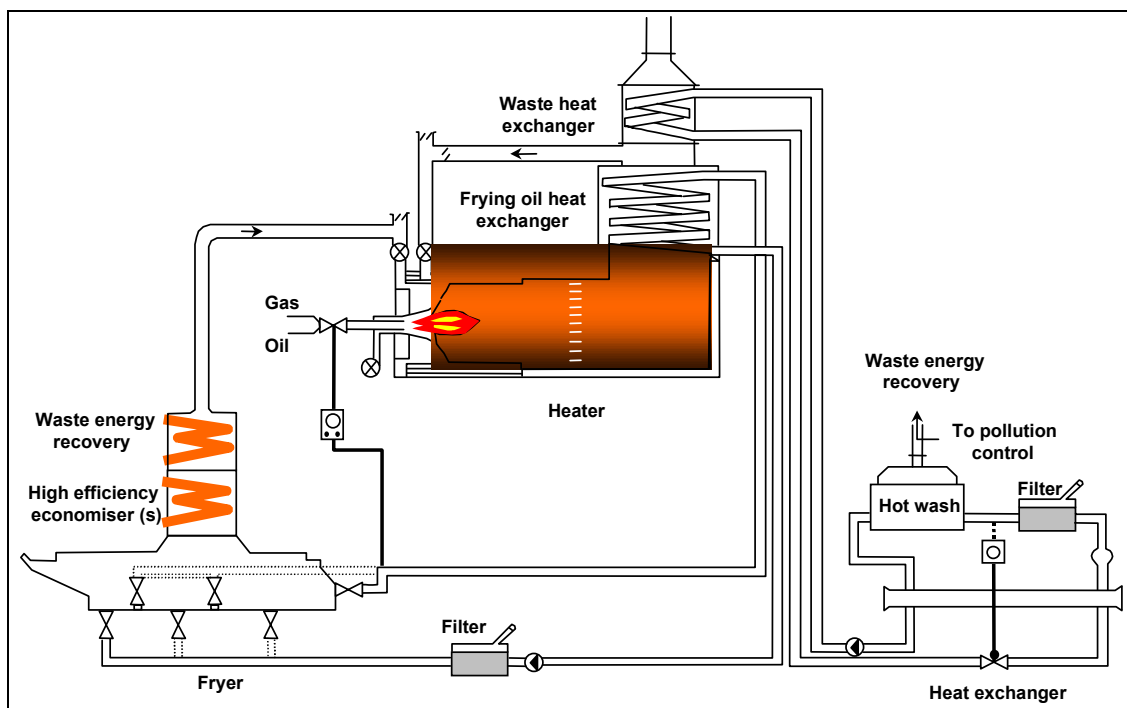 Waste heat
exchanger
Frying oil heat
exchanger
Gas
Oil
Heater
Waste energy
recovery
High efficiency
economiser (s)
Waste energy
recovery
To pollution
control
Filter
Hot wash
Filter
Fryer
Heat exchanger